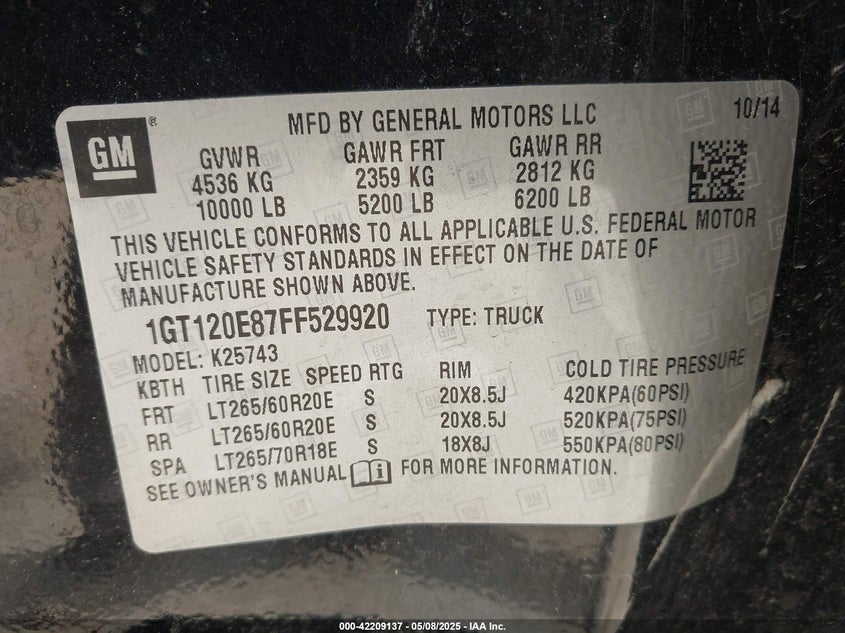 GM®
MFD BY GENERAL MOTORS LLC 10/14
GVWR GAWR FRT GAWR RR
4536 KG 2359 KG 2812 KG
10000 LB 5200 LB 6200 LB
THIS VEHICLE CONFORMS TO ALL APPLICABLE U.S. FEDERAL MOTOR
VEHICLE SAFETY STANDARDS IN EFFECT ON THE DATE OF
MANUFACTURE SHOWN ABOVE.
1GT120E87FF529920 TYPE: TRUCK
MODEL: K25743
K8TH TIRE SIZE SPEED RTG RIM COLD TIRE PRESSURE
FRT LT265/60R20E S 20X8.5J 420KPA(60PSI)
RR LT265/60R20E S 20X8.5J 520KPA(75PSI)
SPA LT265/70R18E S 18X8J 550KPA(80PSI)
SEE OWNER'S MANUAL i FOR MORE INFORMATION.
000-42209137 - 05/08/2025 - IAA Inc.